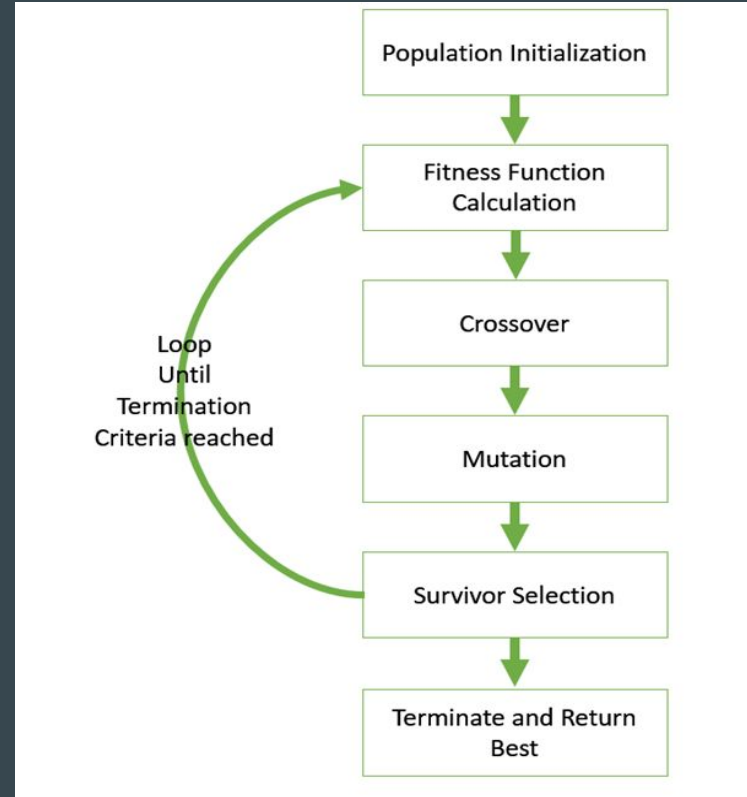 Population Initialization
Fitness Function
Calculation
Crossover
Loop
Until
Termination
Criteria reached
Mutation
Survivor Selection
Terminate and Return
Best